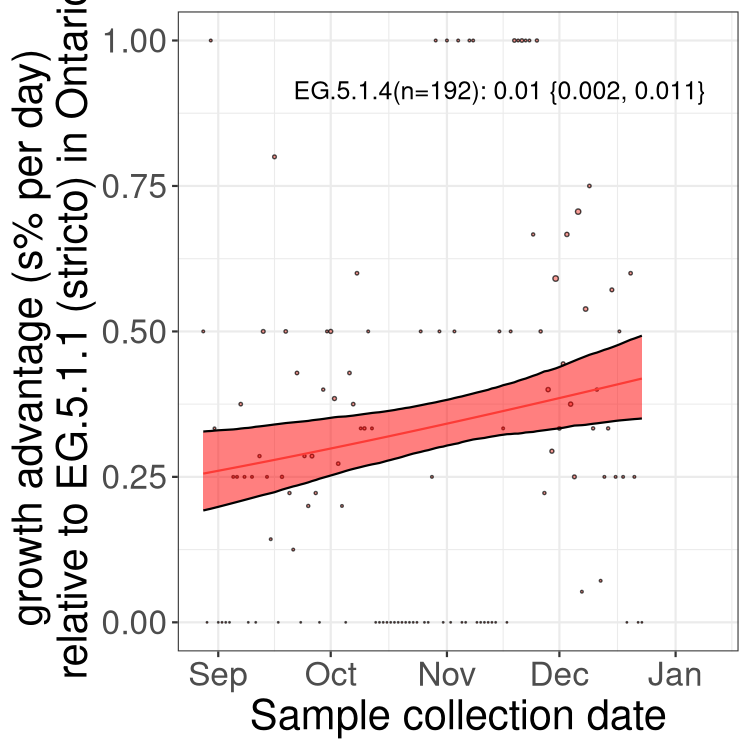 growth advantage (s% per day)
relative to EG.5.1.1 (stricto) in Ontario
1.00
0.75
0.50
0.25
0.00
EG.5.1.4(n=192): 0.01 {0.002, 0.011}
Sep Oct Nov Dec Jan
Sample collection date